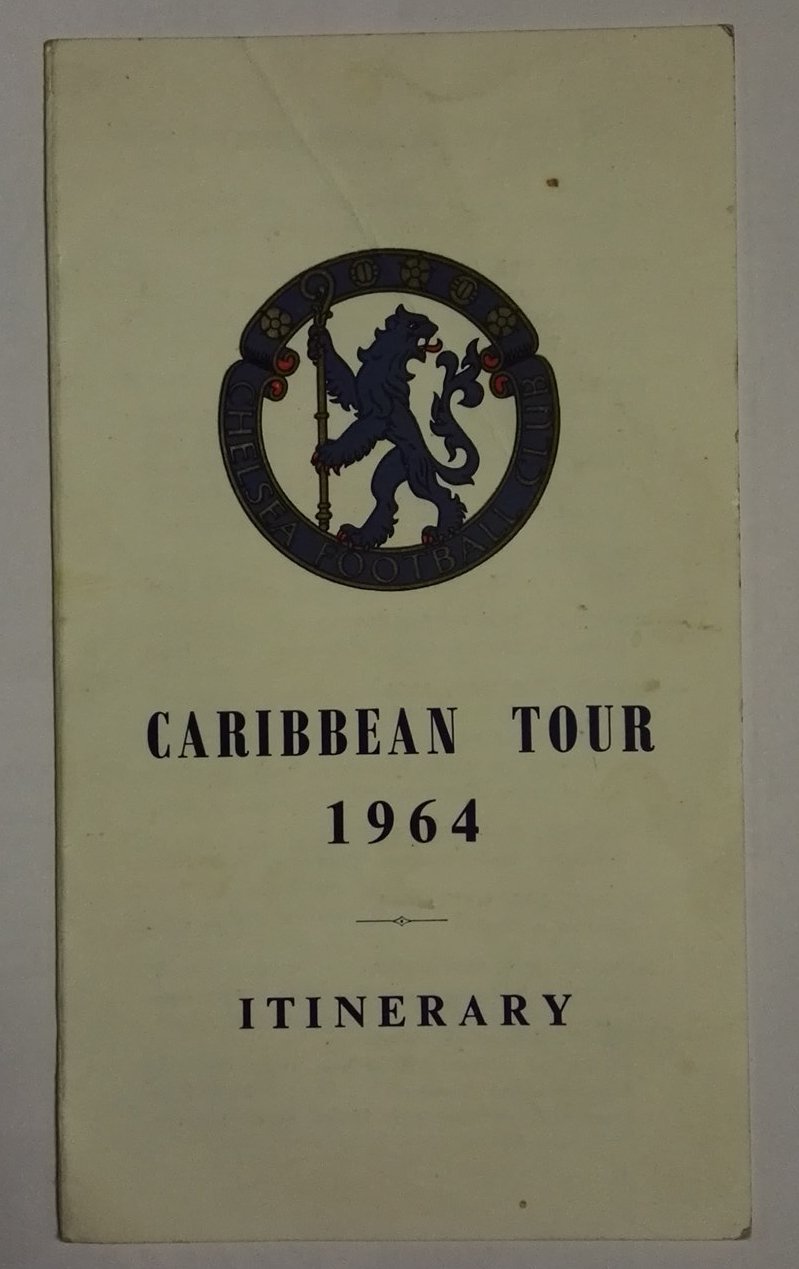 CHELSEA FOOTBALL CLUB
CARIBBEAN TOUR
1964
ITINERARY